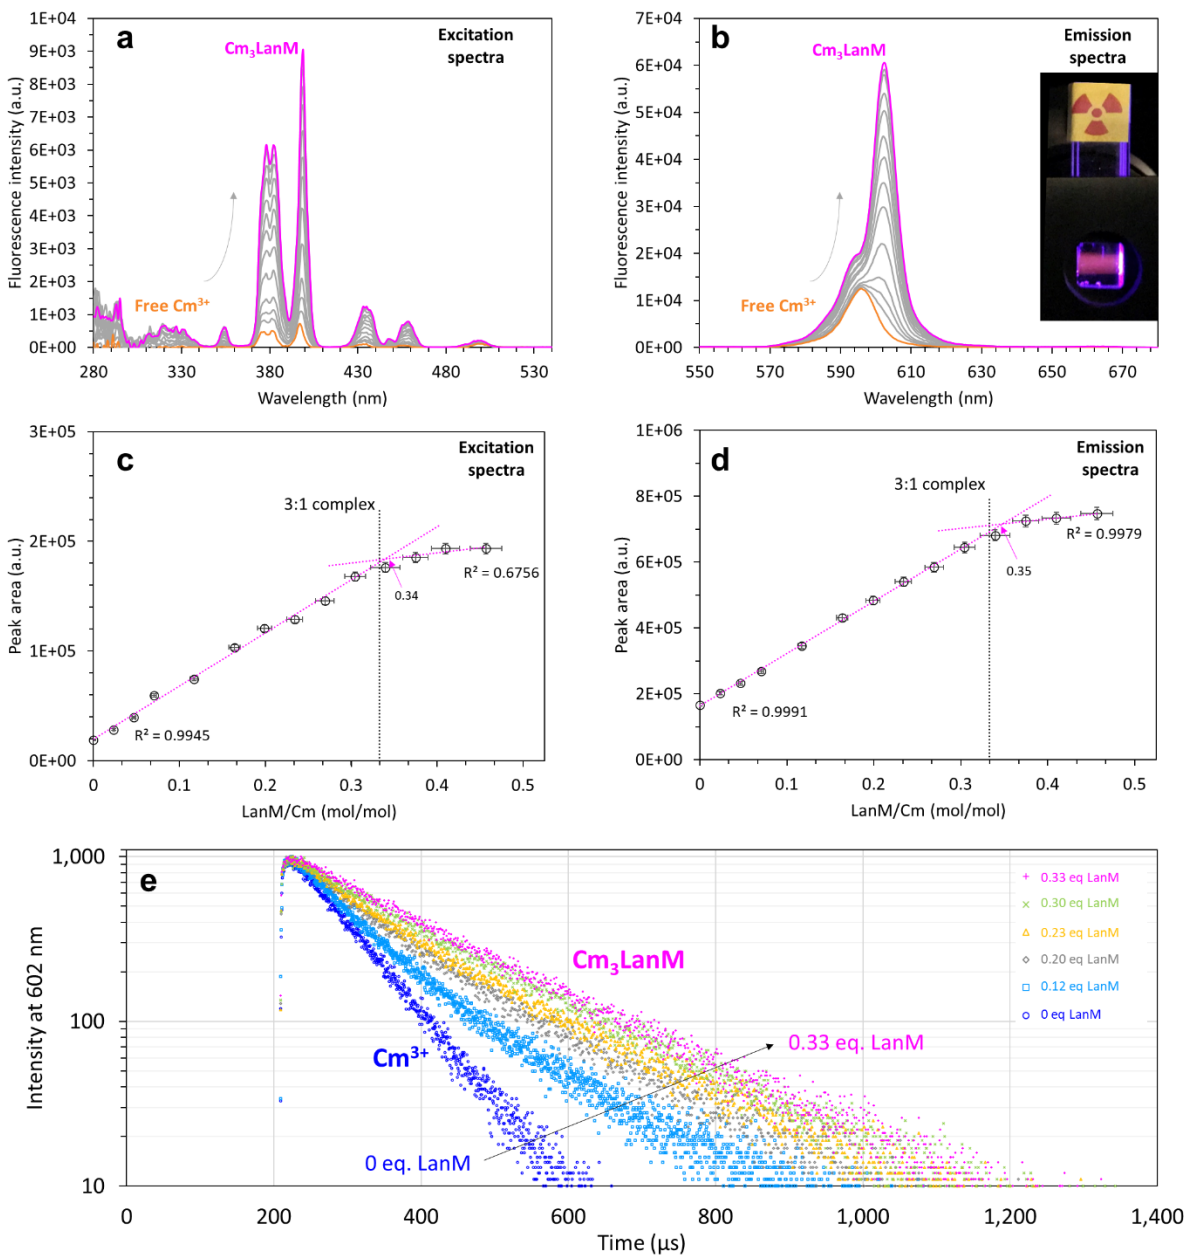 a
Excitation
spectra
Cm₃LanM
Free Cm³⁺
Fluorescence intensity (a.u.)
1E+04
9E+03
8E+03
7E+03
6E+03
5E+03
4E+03
3E+03
2E+03
1E+03
0E+00
280 330 380 430 480 530
Wavelength (nm)
b
Emission
spectra
Cm₃LanM
Free Cm³⁺
Fluorescence intensity (a.u.)
7E+04
6E+04
5E+04
4E+04
3E+04
2E+04
1E+04
0E+00
550 570 590 610 630 650 670
Wavelength (nm)
c
Excitation
spectra
3:1 complex
R² = 0.6756
0.34
R² = 0.9945
Peak area (a.u.)
3E+05
2E+05
1E+05
0E+00
0 0.1 0.2 0.3 0.4 0.5
LanM/Cm (mol/mol)
d
Emission
spectra
3:1 complex
R² = 0.9979
0.35
R² = 0.9991
Peak area (a.u.)
1E+06
8E+05
6E+05
4E+05
2E+05
0E+00
0 0.1 0.2 0.3 0.4 0.5
LanM/Cm (mol/mol)
e
Intensity at 602 nm
1,000
100
10
0.33 eq LanM
0.30 eq LanM
0.23 eq LanM
0.20 eq LanM
0.12 eq LanM
0 eq LanM
Cm₃LanM
Cm³⁺
0.33 eq. LanM
0 eq. LanM
0 200 400 600 800 1,000 1,200 1,400
Time (µs)